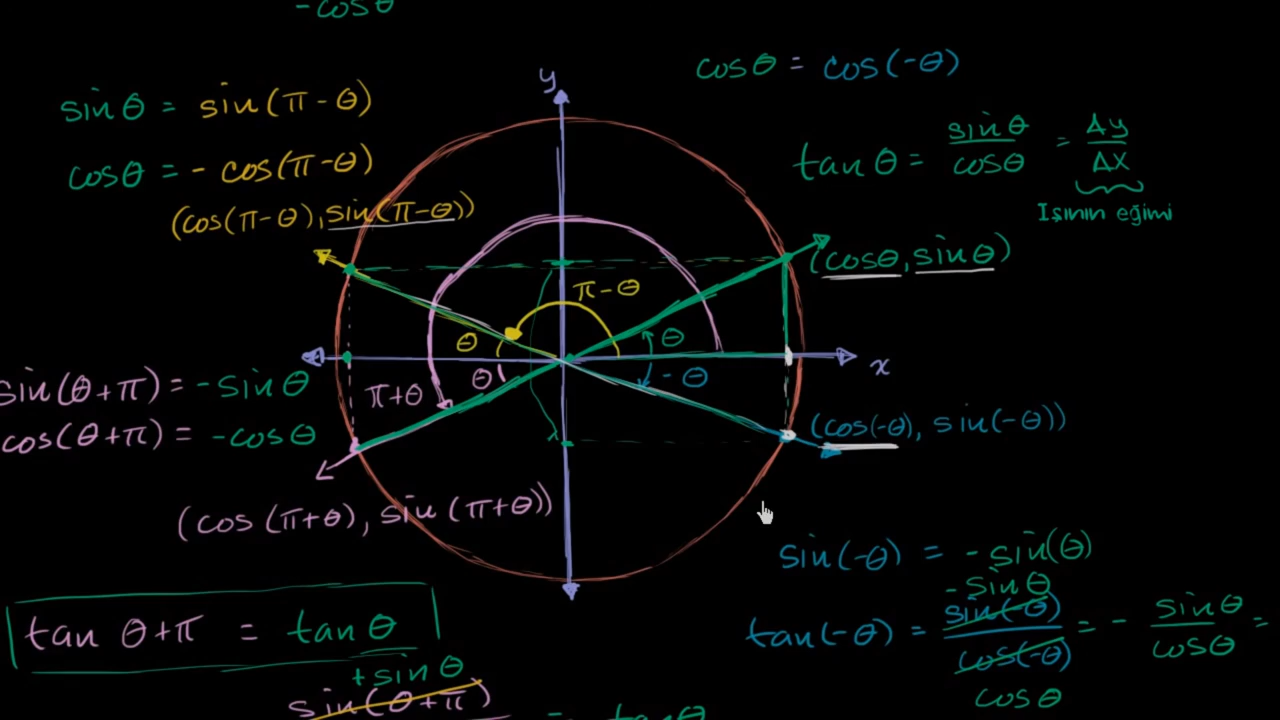 -cosθ
cosθ = cos(-θ)
y
sinθ = sin(π-θ)
tanθ = sinθ/cosθ = Δy/Δx
cosθ = -cos(π-θ)
Işının eğimi
(cos(π-θ), sin(π-θ))
(cosθ, sinθ)
π-θ
θ
θ
x
θ
-θ
π+θ
sin(θ+π) = -sinθ
cos(θ+π) = -cosθ
(cos(-θ), sin(-θ))
(cos(π+θ), sin(π+θ))
sin(-θ) = -sin(θ)
-sinθ
tan(-θ) = sin(-θ)/cos(-θ) = - sinθ/cosθ =
cosθ
tan θ+π = tanθ
+sinθ
sin(θ+π)
= tanθ